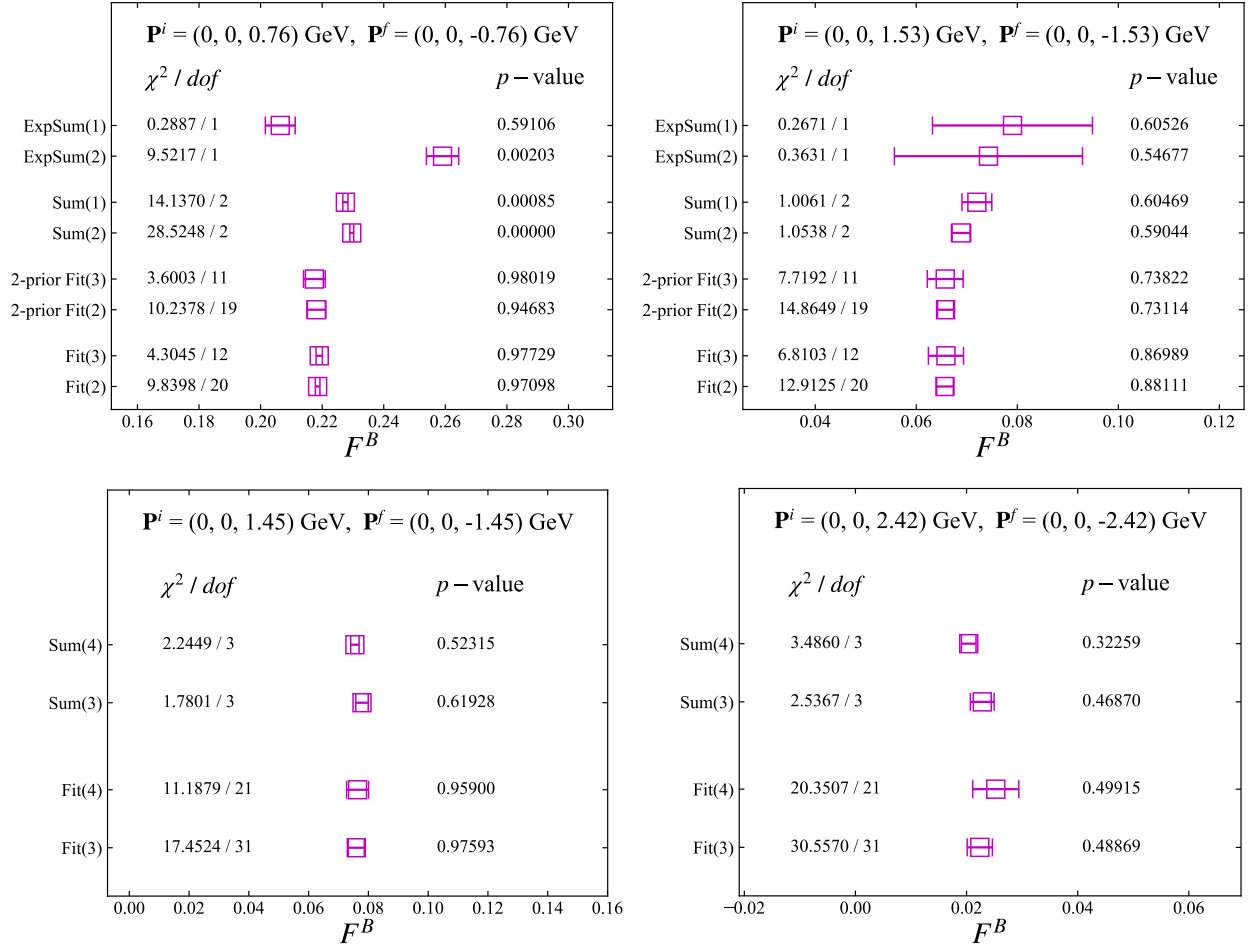 P^i = (0, 0, 0.76) GeV, P^f = (0, 0, -0.76) GeV
χ² / dof p − value
ExpSum(1) 0.2887 / 1 0.59106
ExpSum(2) 9.5217 / 1 0.00203
Sum(1) 14.1370 / 2 0.00085
Sum(2) 28.5248 / 2 0.00000
2-prior Fit(3) 3.6003 / 11 0.98019
2-prior Fit(2) 10.2378 / 19 0.94683
Fit(3) 4.3045 / 12 0.97729
Fit(2) 9.8398 / 20 0.97098
0.16 0.18 0.20 0.22 0.24 0.26 0.28 0.30
F^B
P^i = (0, 0, 1.53) GeV, P^f = (0, 0, -1.53) GeV
χ² / dof p − value
ExpSum(1) 0.2671 / 1 0.60526
ExpSum(2) 0.3631 / 1 0.54677
Sum(1) 1.0061 / 2 0.60469
Sum(2) 1.0538 / 2 0.59044
2-prior Fit(3) 7.7192 / 11 0.73822
2-prior Fit(2) 14.8649 / 19 0.73114
Fit(3) 6.8103 / 12 0.86989
Fit(2) 12.9125 / 20 0.88111
0.04 0.06 0.08 0.10 0.12
F^B
P^i = (0, 0, 1.45) GeV, P^f = (0, 0, -1.45) GeV
χ² / dof p − value
Sum(4) 2.2449 / 3 0.52315
Sum(3) 1.7801 / 3 0.61928
Fit(4) 11.1879 / 21 0.95900
Fit(3) 17.4524 / 31 0.97593
0.00 0.02 0.04 0.06 0.08 0.10 0.12 0.14 0.16
F^B
P^i = (0, 0, 2.42) GeV, P^f = (0, 0, -2.42) GeV
χ² / dof p − value
Sum(4) 3.4860 / 3 0.32259
Sum(3) 2.5367 / 3 0.46870
Fit(4) 20.3507 / 21 0.49915
Fit(3) 30.5570 / 31 0.48869
−0.02 0.00 0.02 0.04 0.06
F^B